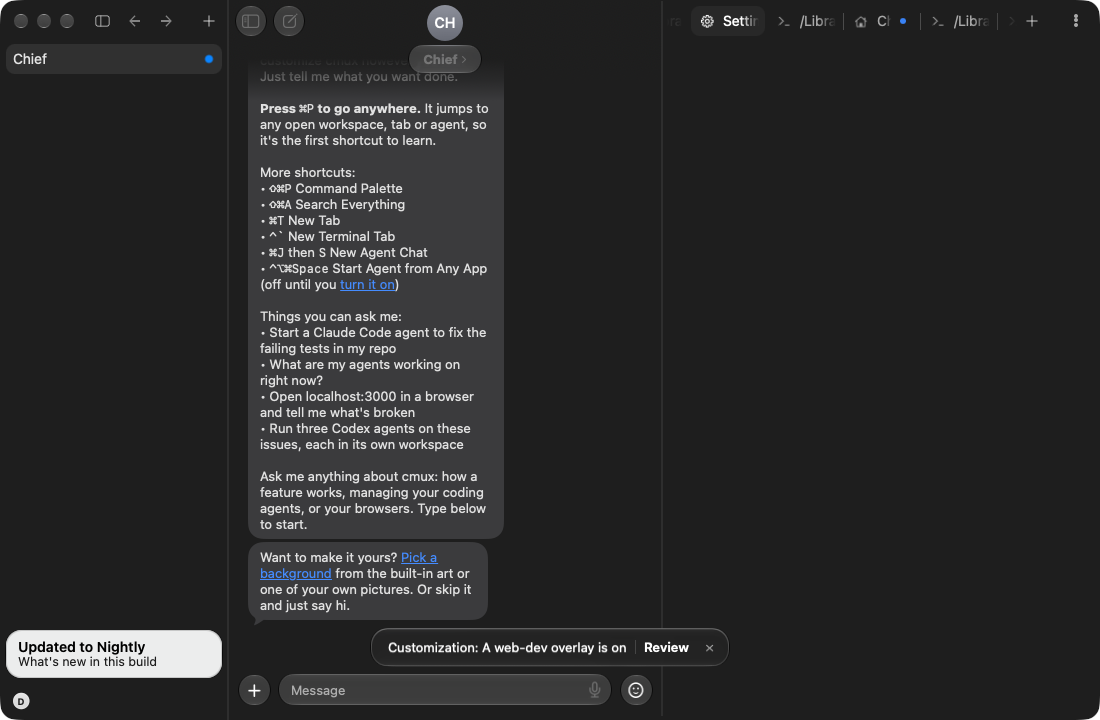 CH
Settin
/Libra
Ch
/Libra
Chief
Chief ›
Just tell me what you want done.
Press ⌘P to go anywhere. It jumps to
any open workspace, tab or agent, so
it's the first shortcut to learn.
More shortcuts:
• ⇧⌘P Command Palette
• ⇧⌘A Search Everything
• ⌘T New Tab
• ^` New Terminal Tab
• ⌘J then S New Agent Chat
• ^⌥⌘Space Start Agent from Any App
(off until you turn it on)
Things you can ask me:
• Start a Claude Code agent to fix the
failing tests in my repo
• What are my agents working on
right now?
• Open localhost:3000 in a browser
and tell me what's broken
• Run three Codex agents on these
issues, each in its own workspace
Ask me anything about cmux: how a
feature works, managing your coding
agents, or your browsers. Type below
to start.
Want to make it yours? Pick a
background from the built-in art or
one of your own pictures. Or skip it
and just say hi.
Updated to Nightly
What's new in this build
Customization: A web-dev overlay is on Review ×
Message
D